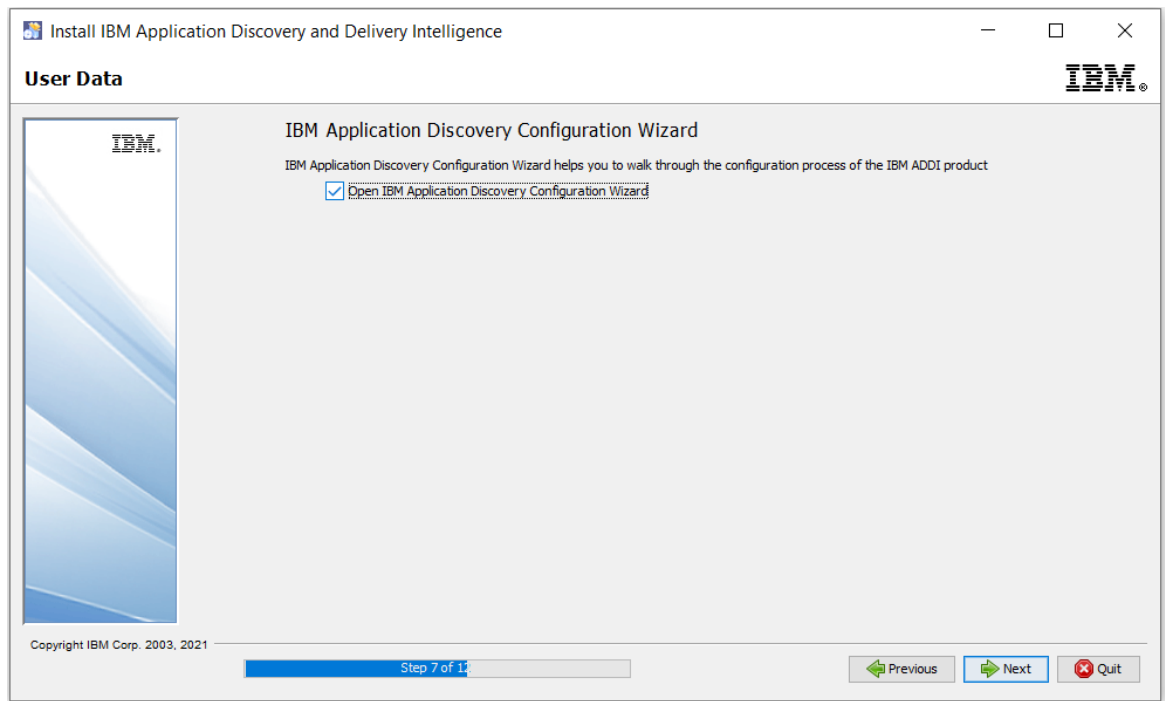 Install IBM Application Discovery and Delivery Intelligence
User Data
IBM®
IBM.
IBM Application Discovery Configuration Wizard
IBM Application Discovery Configuration Wizard helps you to walk through the configuration process of the IBM ADDI product
Open IBM Application Discovery Configuration Wizard
Copyright IBM Corp. 2003, 2021
Step 7 of 12
Previous
Next
Quit